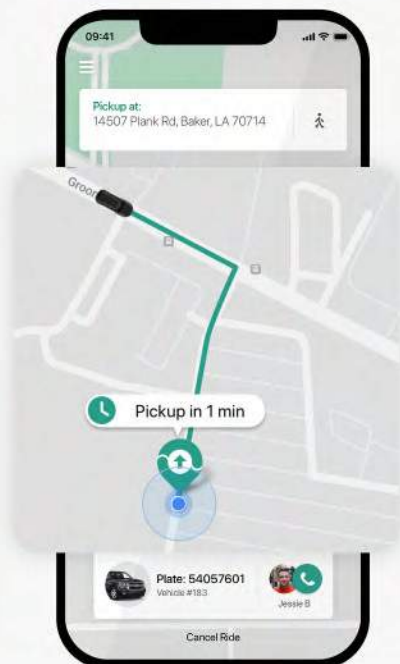 09:41
Pickup at:
14507 Plank Rd, Baker, LA 70714
Pickup in 1 min
Plate: 54057601
Vehicle #183
Jessie B
Cancel Ride